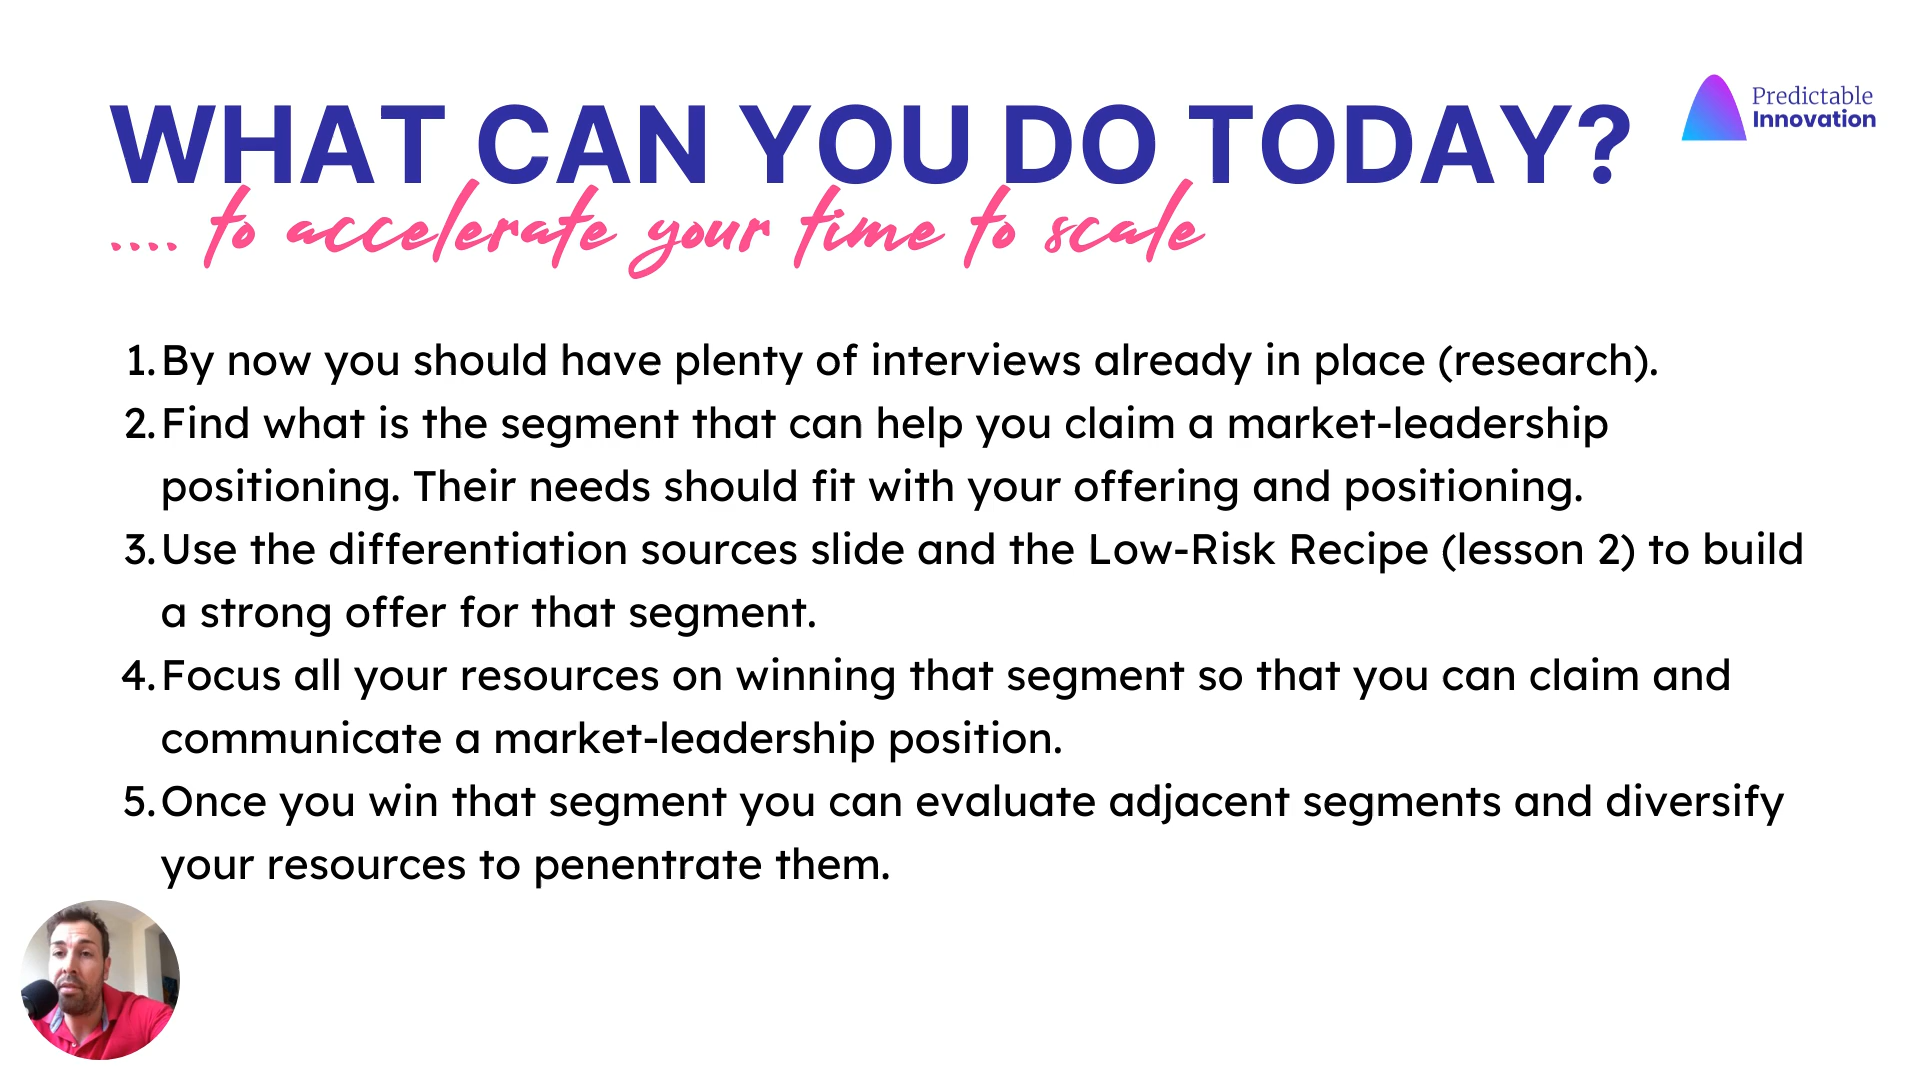 WHAT CAN YOU DO TODAY?
.... to accelerate your time to scale
Predictable
Innovation
1. By now you should have plenty of interviews already in place (research).
2. Find what is the segment that can help you claim a market-leadership
positioning. Their needs should fit with your offering and positioning.
3. Use the differentiation sources slide and the Low-Risk Recipe (lesson 2) to build
a strong offer for that segment.
4. Focus all your resources on winning that segment so that you can claim and
communicate a market-leadership position.
5. Once you win that segment you can evaluate adjacent segments and diversify
your resources to penentrate them.